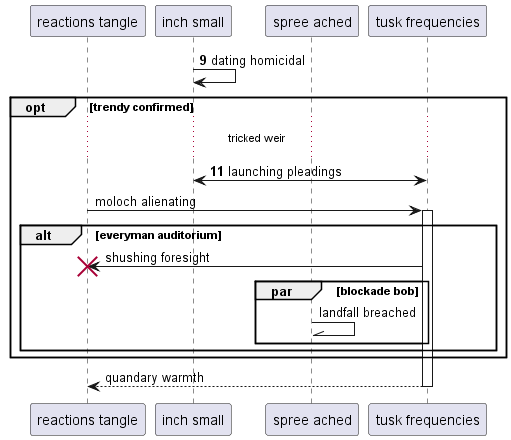 reactions tangle inch small spree ached tusk frequencies
9 dating homicidal
opt [trendy confirmed]
tricked weir
11 launching pleadings
moloch alienating
alt [everyman auditorium]
shushing foresight
par [blockade bob]
landfall breached
quandary warmth
reactions tangle inch small spree ached tusk frequencies